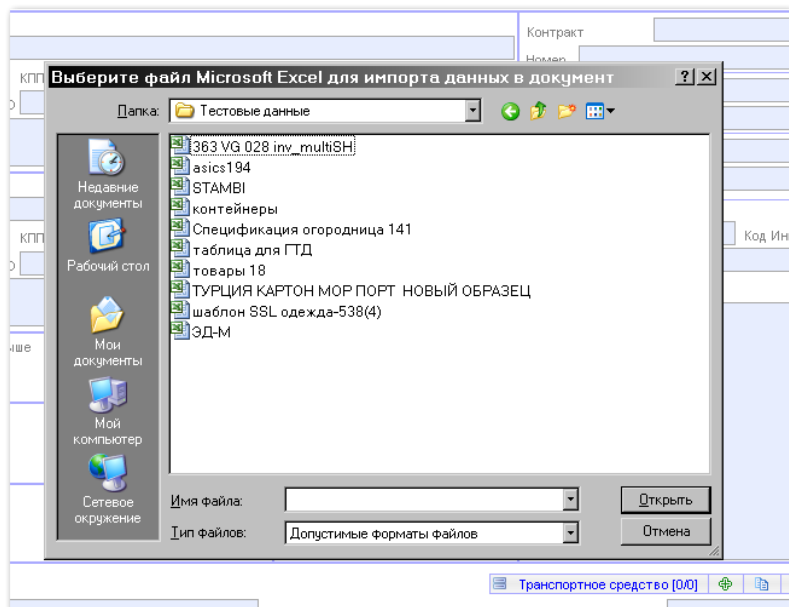 Контракт
Номер
КПП
Выберите файл Microsoft Excel для импорта данных в документ
Папка:
Тестовые данные
363 VG 028 inv_multiSH
asics194
STAMBI
контейнеры
Спецификация огородница 141
таблица для ГТД
товары 18
ТУРЦИЯ КАРТОН МОР ПОРТ НОВЫЙ ОБРАЗЕЦ
шаблон SSL одежда-538(4)
ЭД-М
Недавние
документы
Рабочий стол
Мои
документы
Мой
компьютер
Сетевое
окружение
КПП
Код Ин
ыше
Имя файла:
Открыть
Тип файлов:
Допустимые форматы файлов
Отмена
Транспортное средство [0/0]